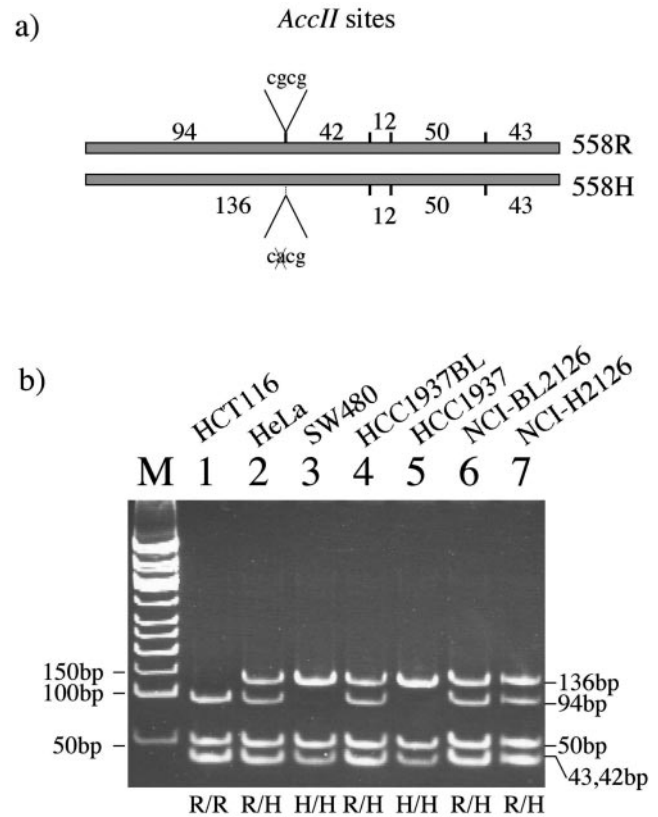 a)
AccII sites
cgcg
94 42 12 50 43
558R
558H
136 12 50 43
cacg
b)
HCT116 HeLa SW480 HCC1937BL HCC1937 NCI-BL2126 NCI-H2126
M 1 2 3 4 5 6 7
150bp
100bp
50bp
136bp
94bp
50bp
43,42bp
R/R R/H H/H R/H H/H R/H R/H